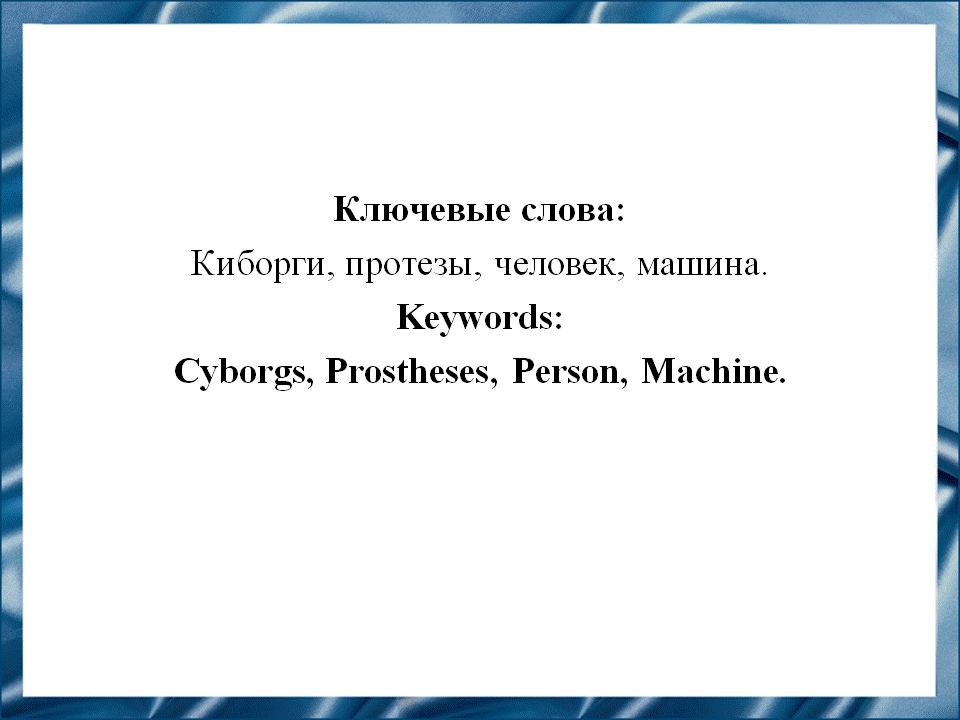 Ключевые слова:
Киборги, протезы, человек, машина.
Keywords:
Cyborgs, Prostheses, Person, Machine.